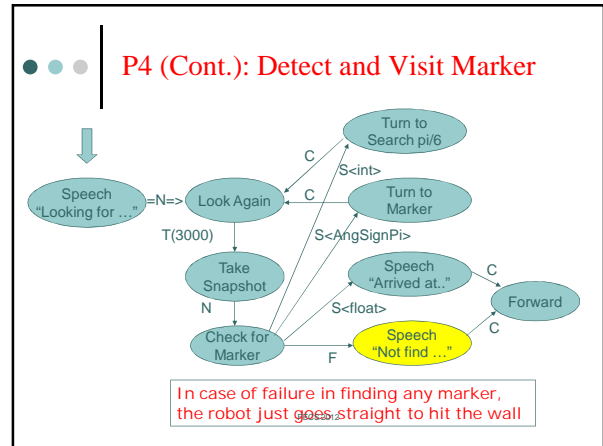 P4 (Cont.): Detect and Visit Marker
Turn to
Search pi/6
C
S<int>
Speech
“Looking for …”
=N=>
Look Again
C
Turn to
Marker
T(3000)
S<AngSignPi>
Take
Snapshot
Speech
“Arrived at..”
C
Forward
N
S<float>
Check for
Marker
F
Speech
“Not find …”
C
In case of failure in finding any marker,
the robot just goes straight to hit the wall